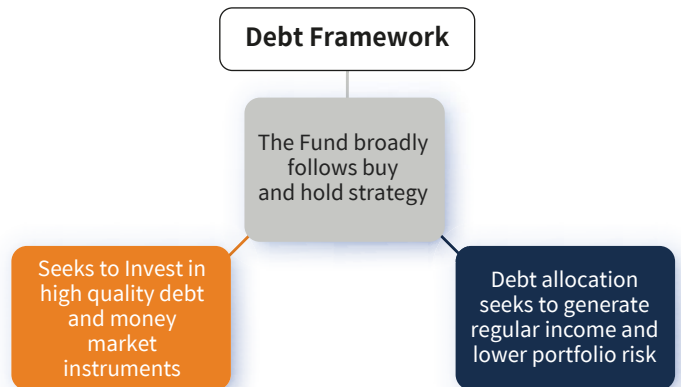 Debt Framework
The Fund broadly
follows buy
and hold strategy
Seeks to Invest in
high quality debt
and money
market
instruments
Debt allocation
seeks to generate
regular income and
lower portfolio risk